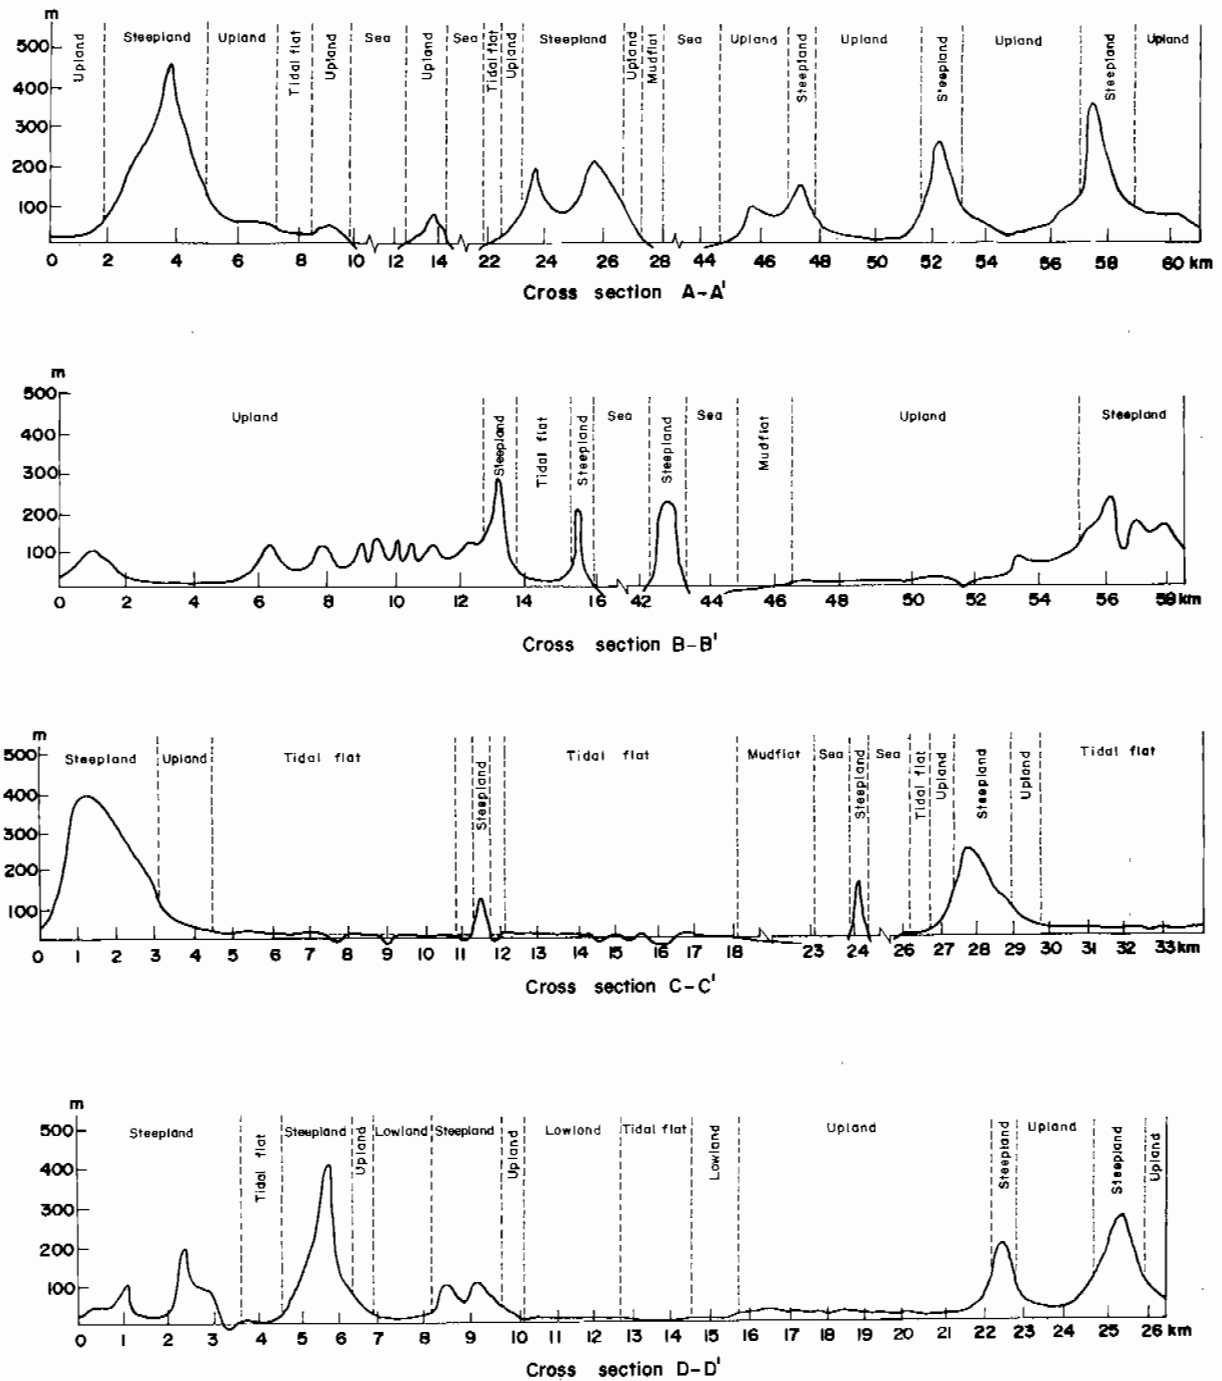 m
Upland Steepland Upland Tidal flat Upland Sea Upland Sea Tidal flat Upland Steepland Upland Mudflat Sea Upland Steepland Upland Steepland Upland Steepland Upland
500
400
300
200
100
0 2 4 6 8 10 12 14 22 24 26 28 44 46 48 50 52 54 56 58 60 km
Cross section A-A'
m
500
Upland Steepland Tidal flat Steepland Sea Steepland Sea Mudflat Upland Steepland
400
300
200
100
0 2 4 6 8 10 12 14 16 42 44 46 48 50 52 54 56 58 km
Cross section B-B'
m
500
Steepland Upland Tidal flat Steepland Tidal flat Mudflat Sea Steepland Sea Tidal flat Upland Steepland Upland Tidal flat
400
300
200
100
0 1 2 3 4 5 6 7 8 9 10 11 12 13 14 15 16 17 18 23 24 26 27 28 29 30 31 32 33 km
Cross section C-C'
m
500
Steepland Tidal flat Steepland Upland Lowland Steepland Upland Lowland Tidal flat Lowland Upland Steepland Upland Steepland Upland
400
300
200
100
0 1 2 3 4 5 6 7 8 9 10 11 12 13 14 15 16 17 18 19 20 21 22 23 24 25 26 km
Cross section D-D'